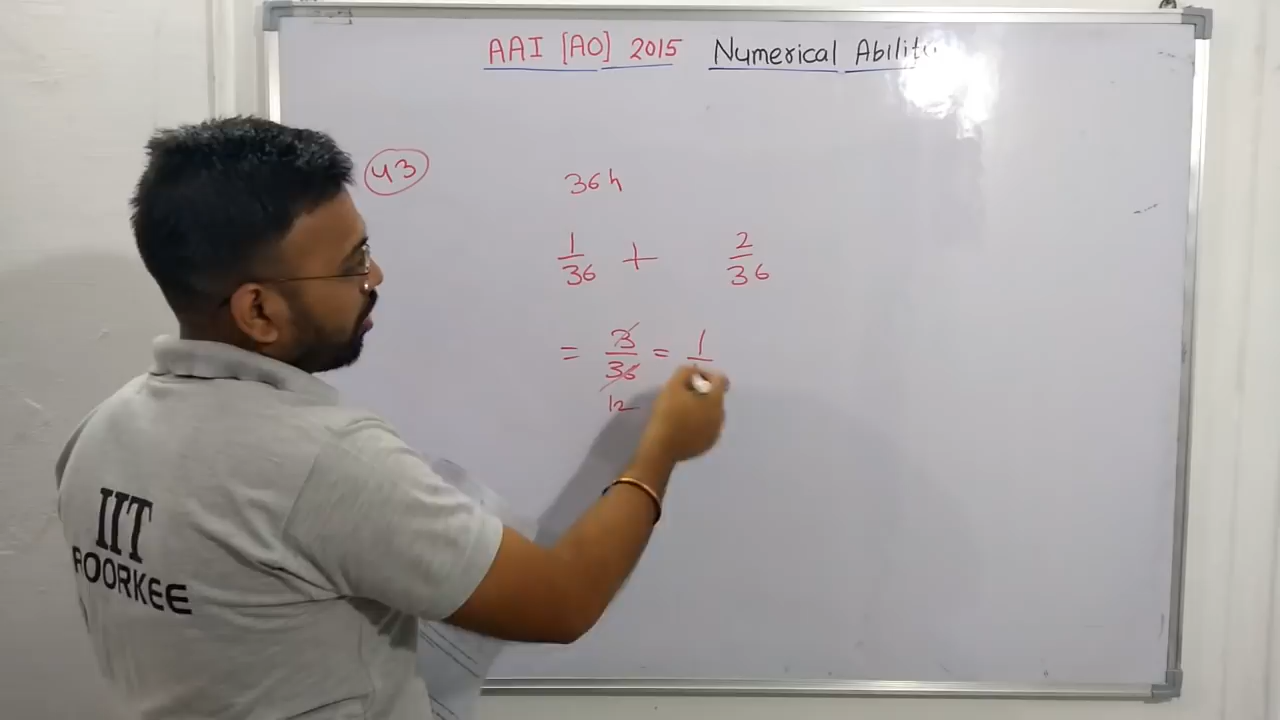 AAI [AO] 2015 Numerical Ability
43
36h
1/36 + 2/36
= 3/36 = 1
12
IIT
ROORKEE